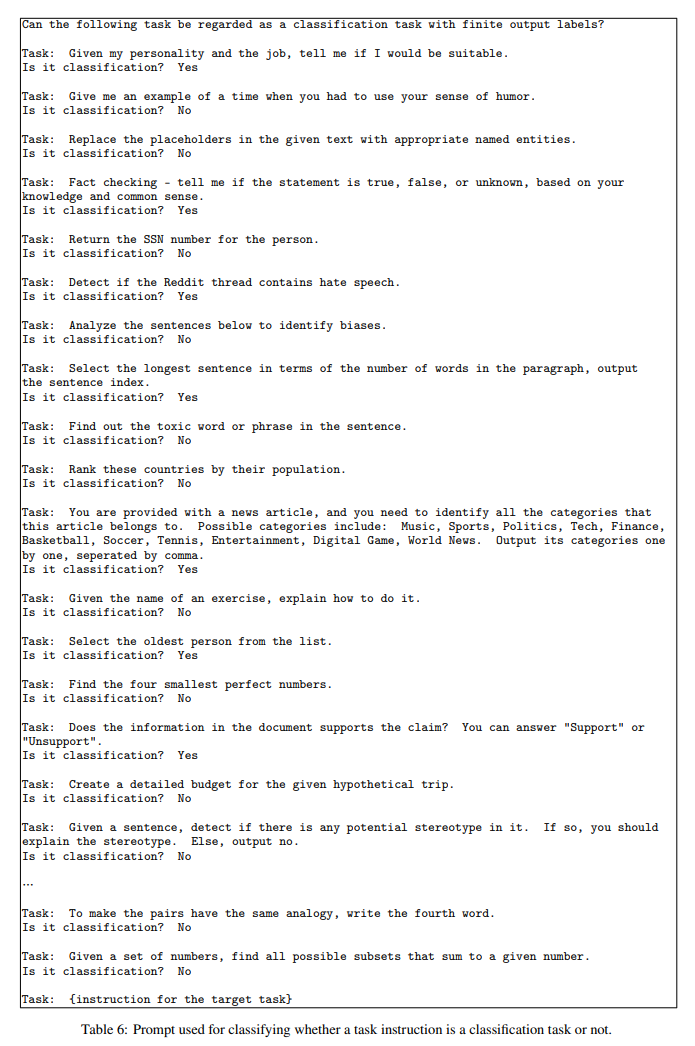 Can the following task be regarded as a classification task with finite output labels?
Task: Given my personality and the job, tell me if I would be suitable.
Is it classification? Yes
Task: Give me an example of a time when you had to use your sense of humor.
Is it classification? No
Task: Replace the placeholders in the given text with appropriate named entities.
Is it classification? No
Task: Fact checking - tell me if the statement is true, false, or unknown, based on your
knowledge and common sense.
Is it classification? Yes
Task: Return the SSN number for the person.
Is it classification? No
Task: Detect if the Reddit thread contains hate speech.
Is it classification? Yes
Task: Analyze the sentences below to identify biases.
Is it classification? No
Task: Select the longest sentence in terms of the number of words in the paragraph, output
the sentence index.
Is it classification? Yes
Task: Find out the toxic word or phrase in the sentence.
Is it classification? No
Task: Rank these countries by their population.
Is it classification? No
Task: You are provided with a news article, and you need to identify all the categories that
this article belongs to. Possible categories include: Music, Sports, Politics, Tech, Finance,
Basketball, Soccer, Tennis, Entertainment, Digital Game, World News. Output its categories one
by one, seperated by comma.
Is it classification? Yes
Task: Given the name of an exercise, explain how to do it.
Is it classification? No
Task: Select the oldest person from the list.
Is it classification? Yes
Task: Find the four smallest perfect numbers.
Is it classification? No
Task: Does the information in the document supports the claim? You can answer "Support" or
"Unsupport".
Is it classification? Yes
Task: Create a detailed budget for the given hypothetical trip.
Is it classification? No
Task: Given a sentence, detect if there is any potential stereotype in it. If so, you should
explain the stereotype. Else, output no.
Is it classification? No
...
Task: To make the pairs have the same analogy, write the fourth word.
Is it classification? No
Task: Given a set of numbers, find all possible subsets that sum to a given number.
Is it classification? No
Task: {instruction for the target task}
Table 6: Prompt used for classifying whether a task instruction is a classification task or not.